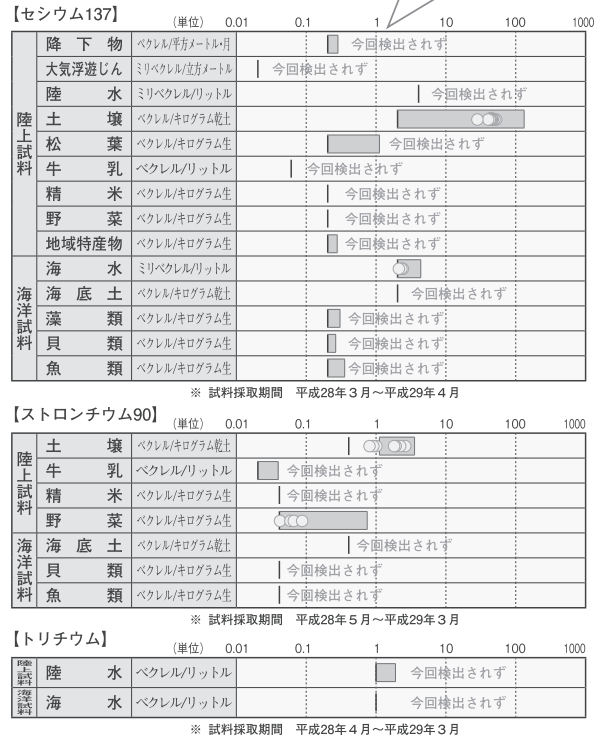 【セシウム137】
(単位) 0.01 0.1 1 10 100 1000
陸上試料
降下物 ベクレル/平方メートル・月 今回検出されず
大気浮遊じん ミリベクレル/立方メートル 今回検出されず
陸水 ミリベクレル/リットル 今回検出されず
土壌 ベクレル/キログラム乾土
松葉 ベクレル/キログラム生 今回検出されず
牛乳 ベクレル/リットル 今回検出されず
精米 ベクレル/キログラム生 今回検出されず
野菜 ベクレル/キログラム生 今回検出されず
地域特産物 ベクレル/キログラム生 今回検出されず
海洋試料
海水 ミリベクレル/リットル
海底土 ベクレル/キログラム乾土 今回検出されず
藻類 ベクレル/キログラム生 今回検出されず
貝類 ベクレル/キログラム生 今回検出されず
魚類 ベクレル/キログラム生 今回検出されず
※ 試料採取期間 平成28年3月～平成29年4月
【ストロンチウム90】
(単位) 0.01 0.1 1 10 100 1000
陸上試料
土壌 ベクレル/キログラム乾土
牛乳 ベクレル/リットル 今回検出されず
精米 ベクレル/キログラム生 今回検出されず
野菜 ベクレル/キログラム生
海洋試料
海底土 ベクレル/キログラム乾土 今回検出されず
貝類 ベクレル/キログラム生 今回検出されず
魚類 ベクレル/キログラム生 今回検出されず
※ 試料採取期間 平成28年5月～平成29年3月
【トリチウム】
(単位) 0.01 0.1 1 10 100 1000
陸上試料
陸水 ベクレル/リットル 今回検出されず
海洋試料
海水 ベクレル/リットル 今回検出されず
※ 試料採取期間 平成28年4月～平成29年3月